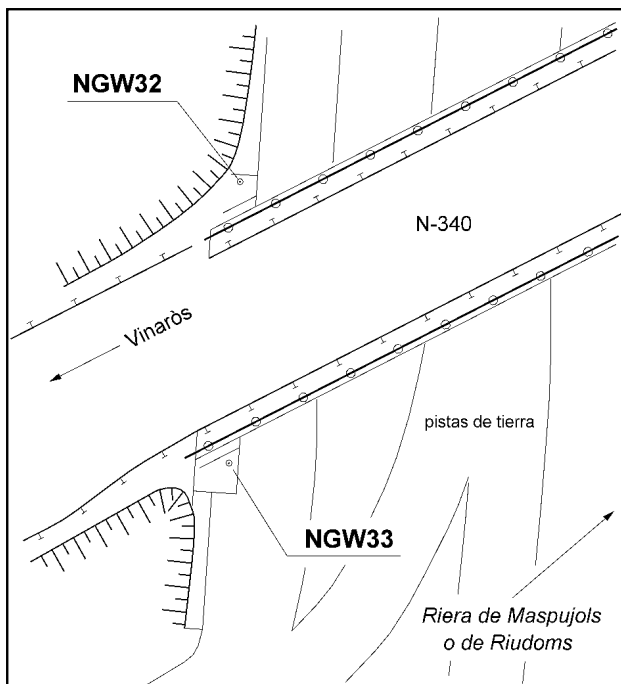 NGW32
N-340
Vinaròs
pistas de tierra
NGW33
Riera de Maspujols
o de Riudoms